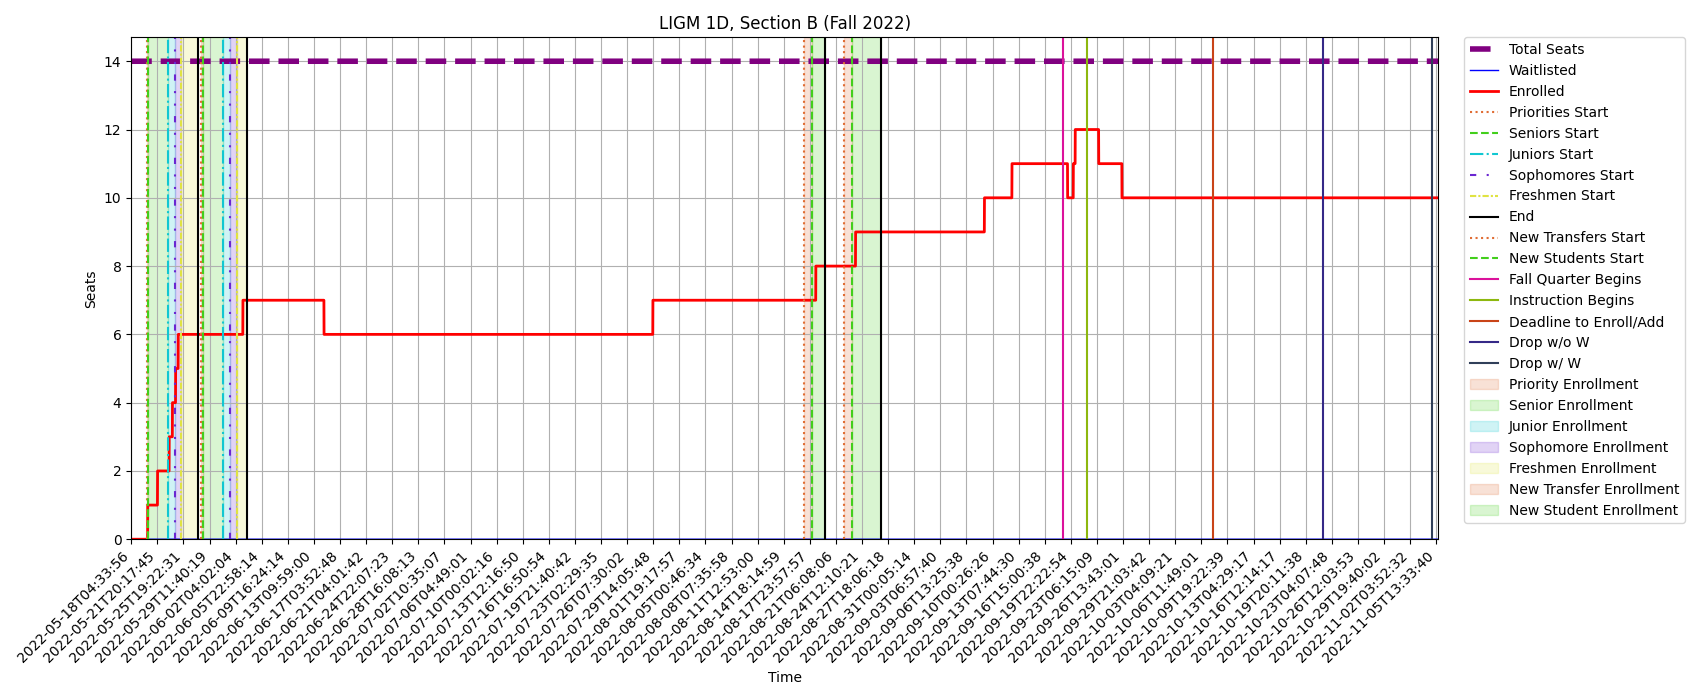 LIGM 1D, Section B (Fall 2022)
Seats
14
12
10
8
6
4
2
0
2022-05-18T04:33:56
2022-05-21T20:17:45
2022-05-25T19:22:31
2022-05-29T11:40:19
2022-06-02T04:02:04
2022-06-05T22:58:14
2022-06-09T16:24:14
2022-06-13T09:59:00
2022-06-17T03:52:48
2022-06-21T04:01:42
2022-06-24T22:07:23
2022-06-28T16:08:13
2022-07-02T10:35:07
2022-07-06T04:49:01
2022-07-10T00:02:16
2022-07-13T12:16:50
2022-07-16T16:50:54
2022-07-19T21:40:42
2022-07-23T02:29:35
2022-07-26T07:30:02
2022-07-29T14:05:48
2022-08-01T19:17:57
2022-08-05T00:46:34
2022-08-08T07:35:58
2022-08-11T12:53:00
2022-08-14T18:14:59
2022-08-17T23:57:57
2022-08-21T06:08:06
2022-08-24T12:10:21
2022-08-27T18:06:18
2022-08-31T00:05:14
2022-09-03T06:57:40
2022-09-06T13:25:38
2022-09-10T00:26:26
2022-09-13T07:44:30
2022-09-16T15:00:38
2022-09-19T22:22:54
2022-09-23T06:15:09
2022-09-26T13:43:01
2022-09-29T21:03:42
2022-10-03T04:09:21
2022-10-06T11:49:01
2022-10-09T19:22:39
2022-10-13T04:29:17
2022-10-16T12:14:17
2022-10-19T20:11:38
2022-10-23T04:07:48
2022-10-26T12:03:53
2022-10-29T19:40:02
2022-11-02T03:52:32
2022-11-05T13:33:40
Time
Total Seats
Waitlisted
Enrolled
Priorities Start
Seniors Start
Juniors Start
Sophomores Start
Freshmen Start
End
New Transfers Start
New Students Start
Fall Quarter Begins
Instruction Begins
Deadline to Enroll/Add
Drop w/o W
Drop w/ W
Priority Enrollment
Senior Enrollment
Junior Enrollment
Sophomore Enrollment
Freshmen Enrollment
New Transfer Enrollment
New Student Enrollment